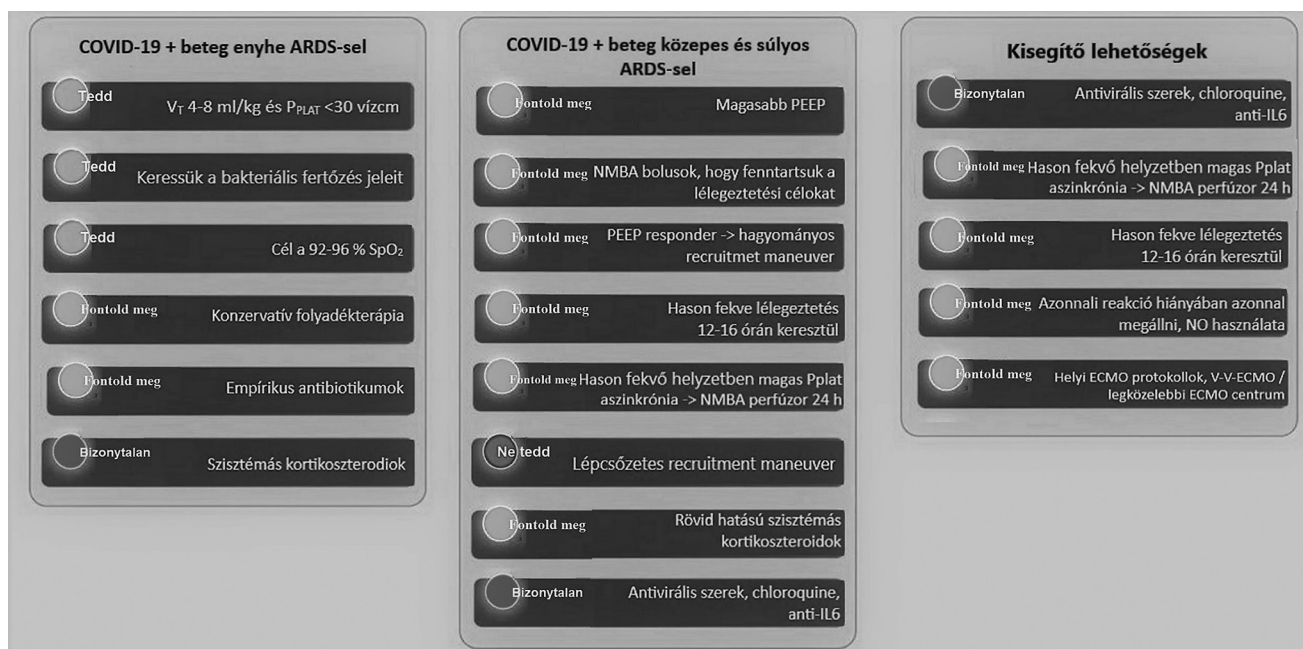 COVID-19 + beteg enyhe ARDS-sel
Tedd
V_T 4-8 ml/kg és P_PLAT <30 vízcm
Tedd
Keressük a bakteriális fertőzés jeleit
Tedd
Cél a 92-96 % SpO₂
Fontold meg
Konzervatív folyadékterápia
Fontold meg
Empírikus antibiotikumok
Bizonytalan
Szisztémás kortikoszterodiok
COVID-19 + beteg közepes és súlyos
ARDS-sel
Fontold meg
Magasabb PEEP
Fontold meg
NMBA bolusok, hogy fenntartsuk a
lélegeztetési célokat
Fontold meg
PEEP responder -> hagyományos
recruitmet maneuver
Fontold meg
Hason fekve lélegeztetés
12-16 órán keresztül
Fontold meg
Hason fekvő helyzetben magas Pplat
aszinkrónia -> NMBA perfúzor 24 h
Ne tedd
Lépcsőzetes recruitment maneuver
Fontold meg
Rövid hatású szisztémás
kortikoszteroidok
Bizonytalan
Antivirális szerek, chloroquine,
anti-IL6
Kisegítő lehetőségek
Bizonytalan
Antivirális szerek, chloroquine,
anti-IL6
Fontold meg
Hason fekvő helyzetben magas Pplat
aszinkrónia -> NMBA perfúzor 24 h
Fontold meg
Hason fekve lélegeztetés
12-16 órán keresztül
Fontold meg
Azonnali reakció hiányában azonnal
megállni, NO használata
Fontold meg
Helyi ECMO protokollok, V-V-ECMO /
legközelebbi ECMO centrum